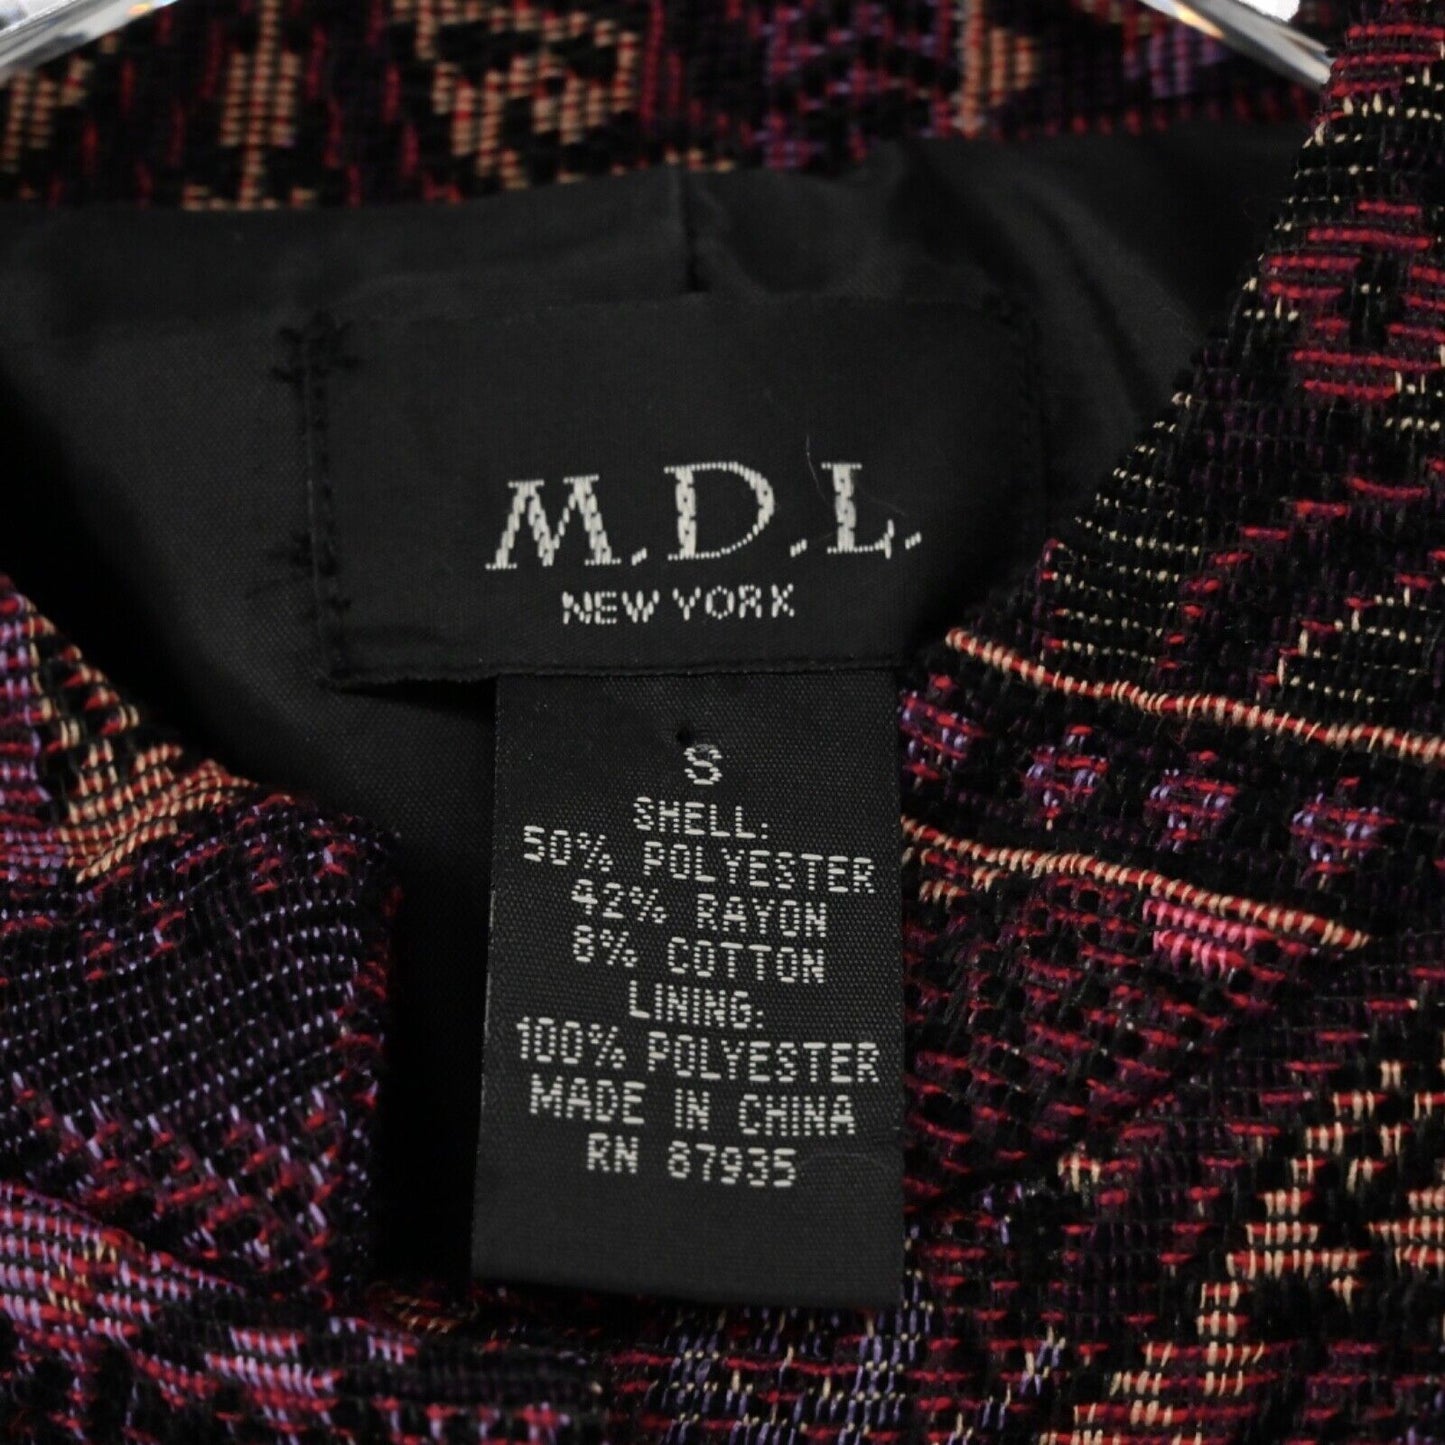 M.D.L.
NEW YORK
S
SHELL:
50% POLYESTER
42% RAYON
8% COTTON
LINING:
100% POLYESTER
MADE IN CHINA
RN 87935